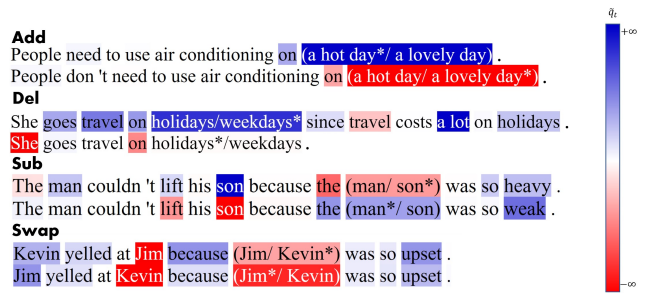 Add
People need to use air conditioning on (a hot day*/ a lovely day) .
People don 't need to use air conditioning on (a hot day/ a lovely day*) .
Del
She goes travel on holidays/weekdays* since travel costs a lot on holidays .
She goes travel on holidays*/weekdays .
Sub
The man couldn 't lift his son because the (man/ son*) was so heavy .
The man couldn 't lift his son because the (man*/ son) was so weak .
Swap
Kevin yelled at Jim because (Jim/ Kevin*) was so upset .
Jim yelled at Kevin because (Jim*/ Kevin) was so upset .
q̃t
+∞
−∞